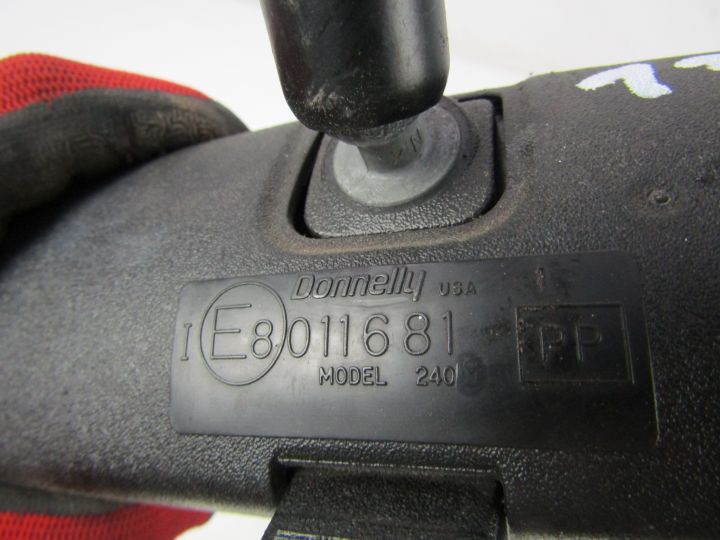 Donnelly USA
I E8 011681 PP
MODEL 240